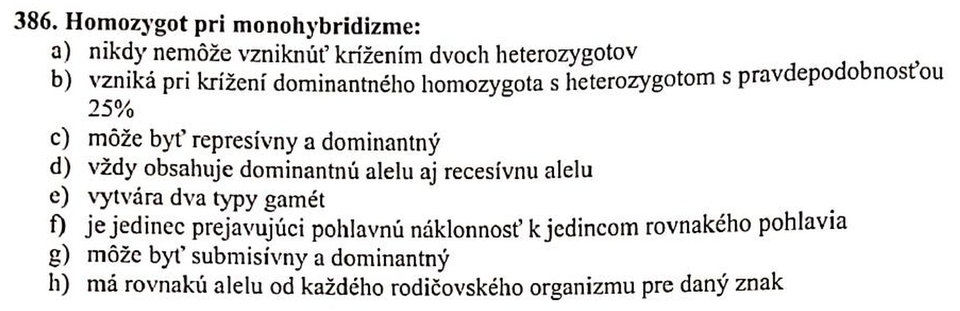 386. Homozygot pri monohybridizme:
a) nikdy nemôže vzniknúť krížením dvoch heterozygotov
b) vzniká pri krížení dominantného homozygota s heterozygotom s pravdepodobnosťou
25%
c) môže byť represívny a dominantný
d) vždy obsahuje dominantnú alelu aj recesívnu alelu
e) vytvára dva typy gamét
f) je jedinec prejavujúci pohlavnú náklonnosť k jedincom rovnakého pohlavia
g) môže byť submisívny a dominantný
h) má rovnakú alelu od každého rodičovského organizmu pre daný znak